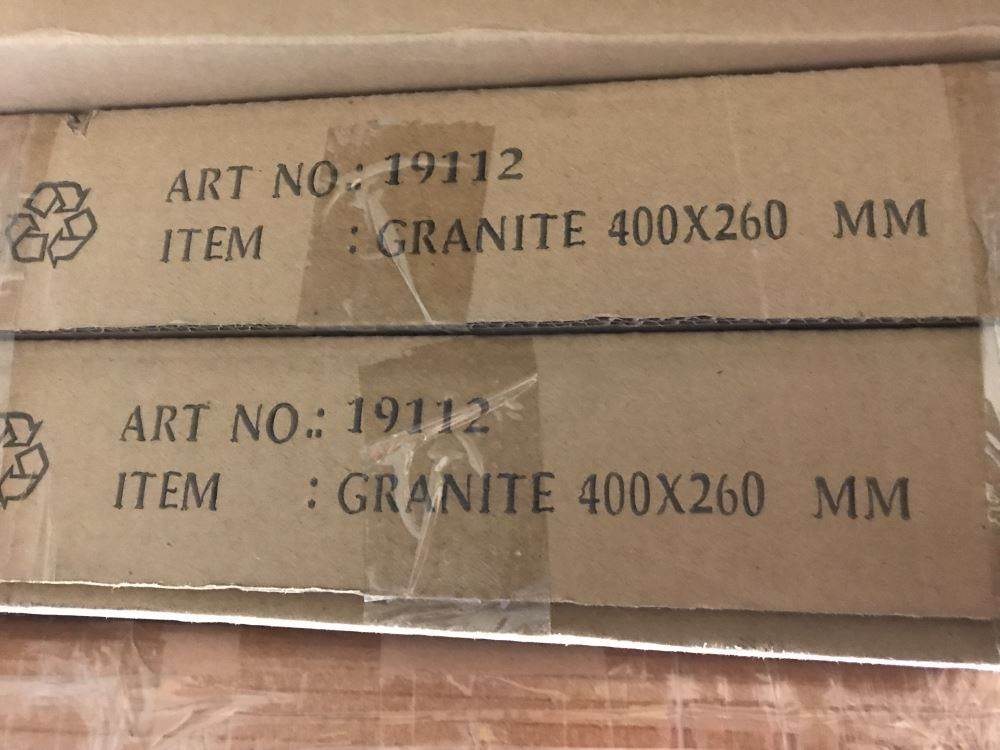 ART NO.: 19112
ITEM : GRANITE 400X260 MM
ART NO.: 19112
ITEM : GRANITE 400X260 MM